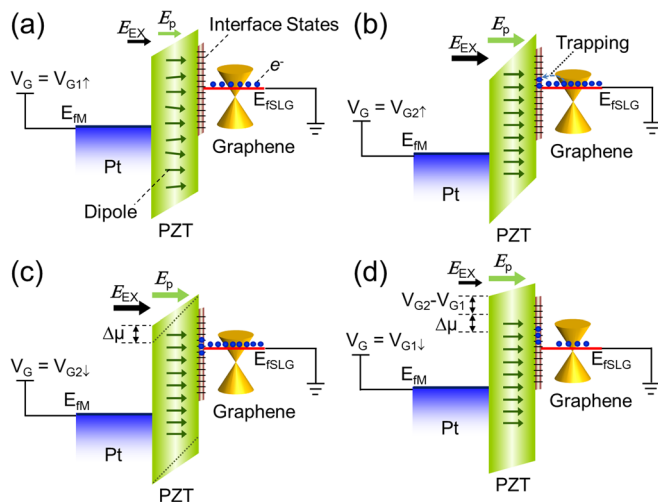 (a)
E_EX E_p
Interface States
e-
V_G = V_G1↑
E_fM
E_fSLG
Pt
Graphene
Dipole
PZT
(b)
E_EX E_p
Trapping
V_G = V_G2↑
E_fM
E_fSLG
Pt
Graphene
PZT
(c)
E_EX E_p
Δμ
V_G = V_G2↓
E_fM
E_fSLG
Pt
Graphene
PZT
(d)
E_EX E_p
V_G2-V_G1
Δμ
V_G = V_G1↓
E_fM
E_fSLG
Pt
Graphene
PZT